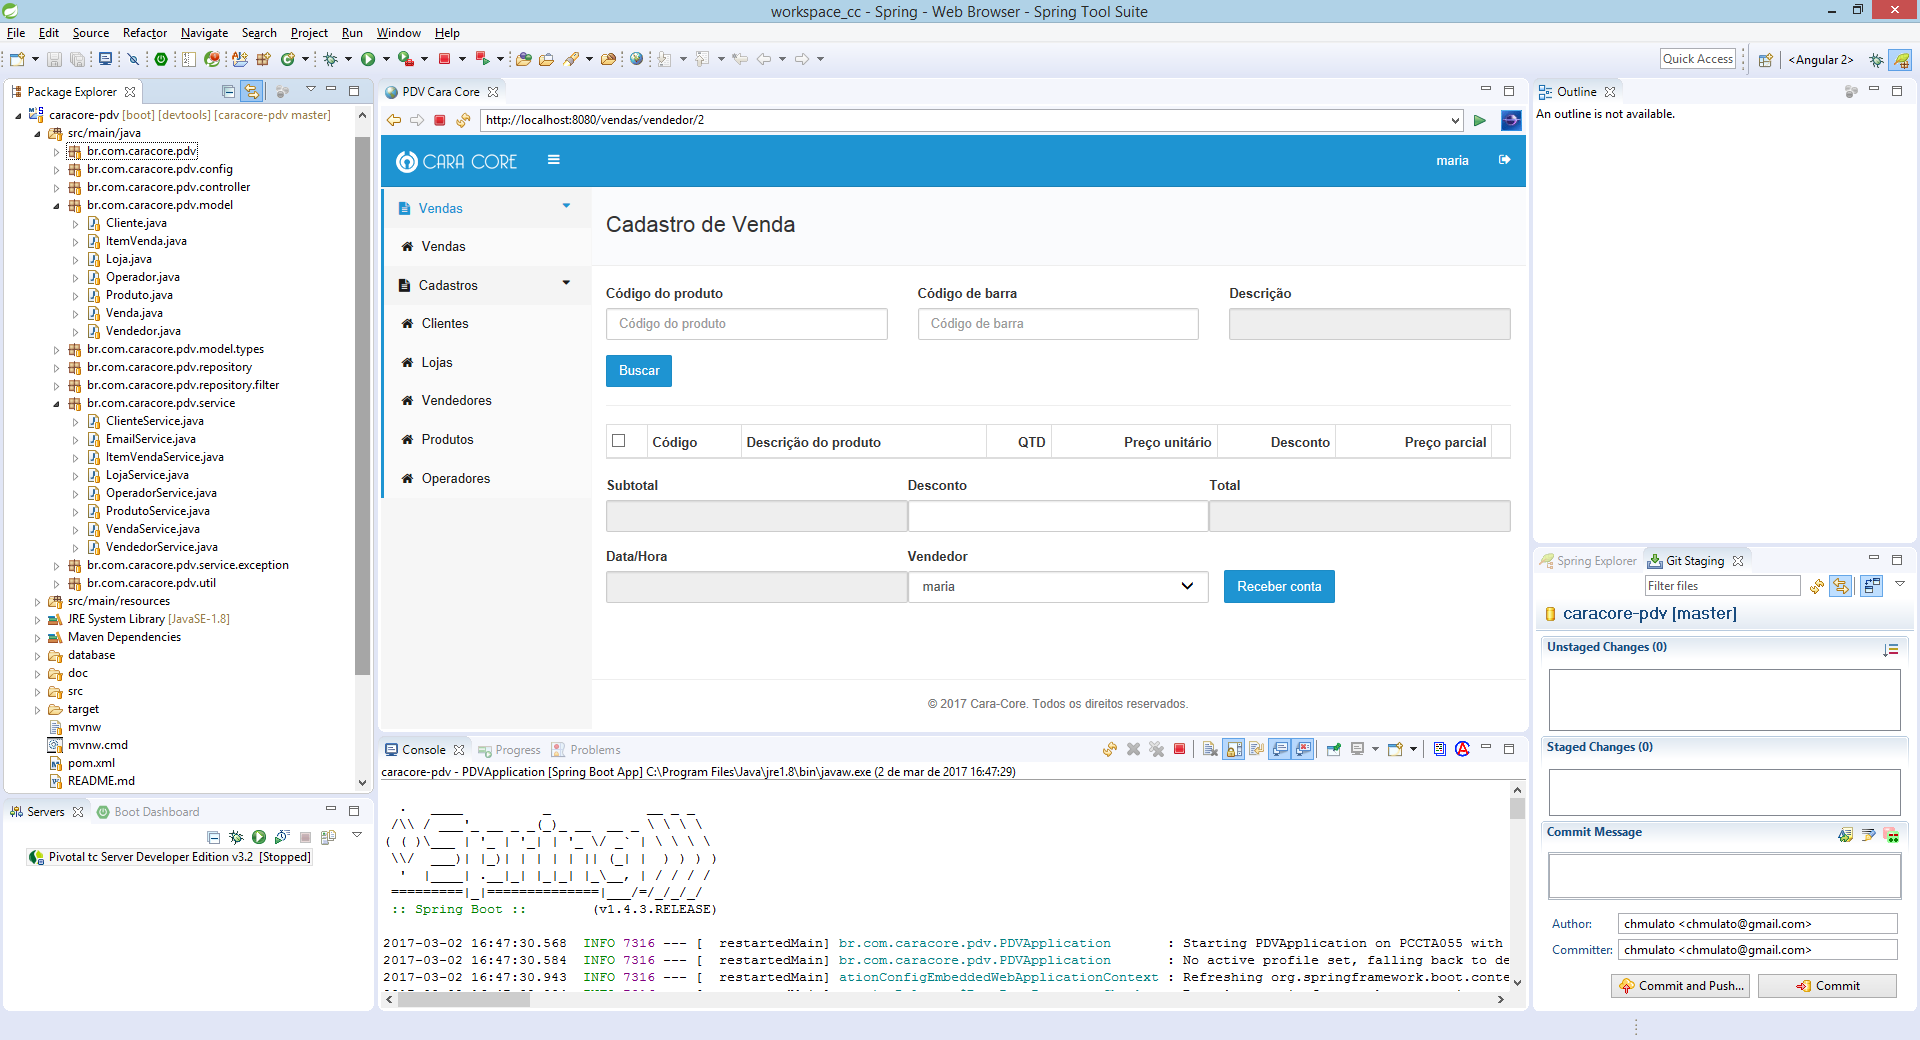 workspace_cc - Spring - Web Browser - Spring Tool Suite
File Edit Source Refactor Navigate Search Project Run Window Help
Quick Access <Angular 2>
Package Explorer
caracore-pdv [boot] [devtools] [caracore-pdv master]
src/main/java
br.com.caracore.pdv
br.com.caracore.pdv.config
br.com.caracore.pdv.controller
br.com.caracore.pdv.model
Cliente.java
ItemVenda.java
Loja.java
Operador.java
Produto.java
Venda.java
Vendedor.java
br.com.caracore.pdv.model.types
br.com.caracore.pdv.repository
br.com.caracore.pdv.repository.filter
br.com.caracore.pdv.service
ClienteService.java
EmailService.java
ItemVendaService.java
LojaService.java
OperadorService.java
ProdutoService.java
VendaService.java
VendedorService.java
br.com.caracore.pdv.service.exception
br.com.caracore.pdv.util
src/main/resources
JRE System Library [JavaSE-1.8]
Maven Dependencies
database
doc
src
target
mvnw
mvnw.cmd
pom.xml
README.md
Servers Boot Dashboard
Pivotal tc Server Developer Edition v3.2 [Stopped]
PDV Cara Core
http://localhost:8080/vendas/vendedor/2
CARA CORE maria
Vendas
Vendas
Cadastros
Clientes
Lojas
Vendedores
Produtos
Operadores
Cadastro de Venda
Código do produto Código de barra Descrição
Código do produto Código de barra
Buscar
Código Descrição do produto QTD Preço unitário Desconto Preço parcial
Subtotal Desconto Total
Data/Hora Vendedor
maria Receber conta
© 2017 Cara-Core. Todos os direitos reservados.
Console Progress Problems
caracore-pdv - PDVApplication [Spring Boot App] C:\Program Files\Java\jre1.8\bin\javaw.exe (2 de mar de 2017 16:47:29)
:: Spring Boot :: (v1.4.3.RELEASE)
2017-03-02 16:47:30.568 INFO 7316 --- [ restartedMain] br.com.caracore.pdv.PDVApplication : Starting PDVApplication on PCCTA055 with
2017-03-02 16:47:30.584 INFO 7316 --- [ restartedMain] br.com.caracore.pdv.PDVApplication : No active profile set, falling back to de
2017-03-02 16:47:30.943 INFO 7316 --- [ restartedMain] ationConfigEmbeddedWebApplicationContext : Refreshing org.springframework.boot.conte
Outline
An outline is not available.
Spring Explorer Git Staging
Filter files
caracore-pdv [master]
Unstaged Changes (0)
Staged Changes (0)
Commit Message
Author: chmulato <chmulato@gmail.com>
Committer: chmulato <chmulato@gmail.com>
Commit and Push... Commit